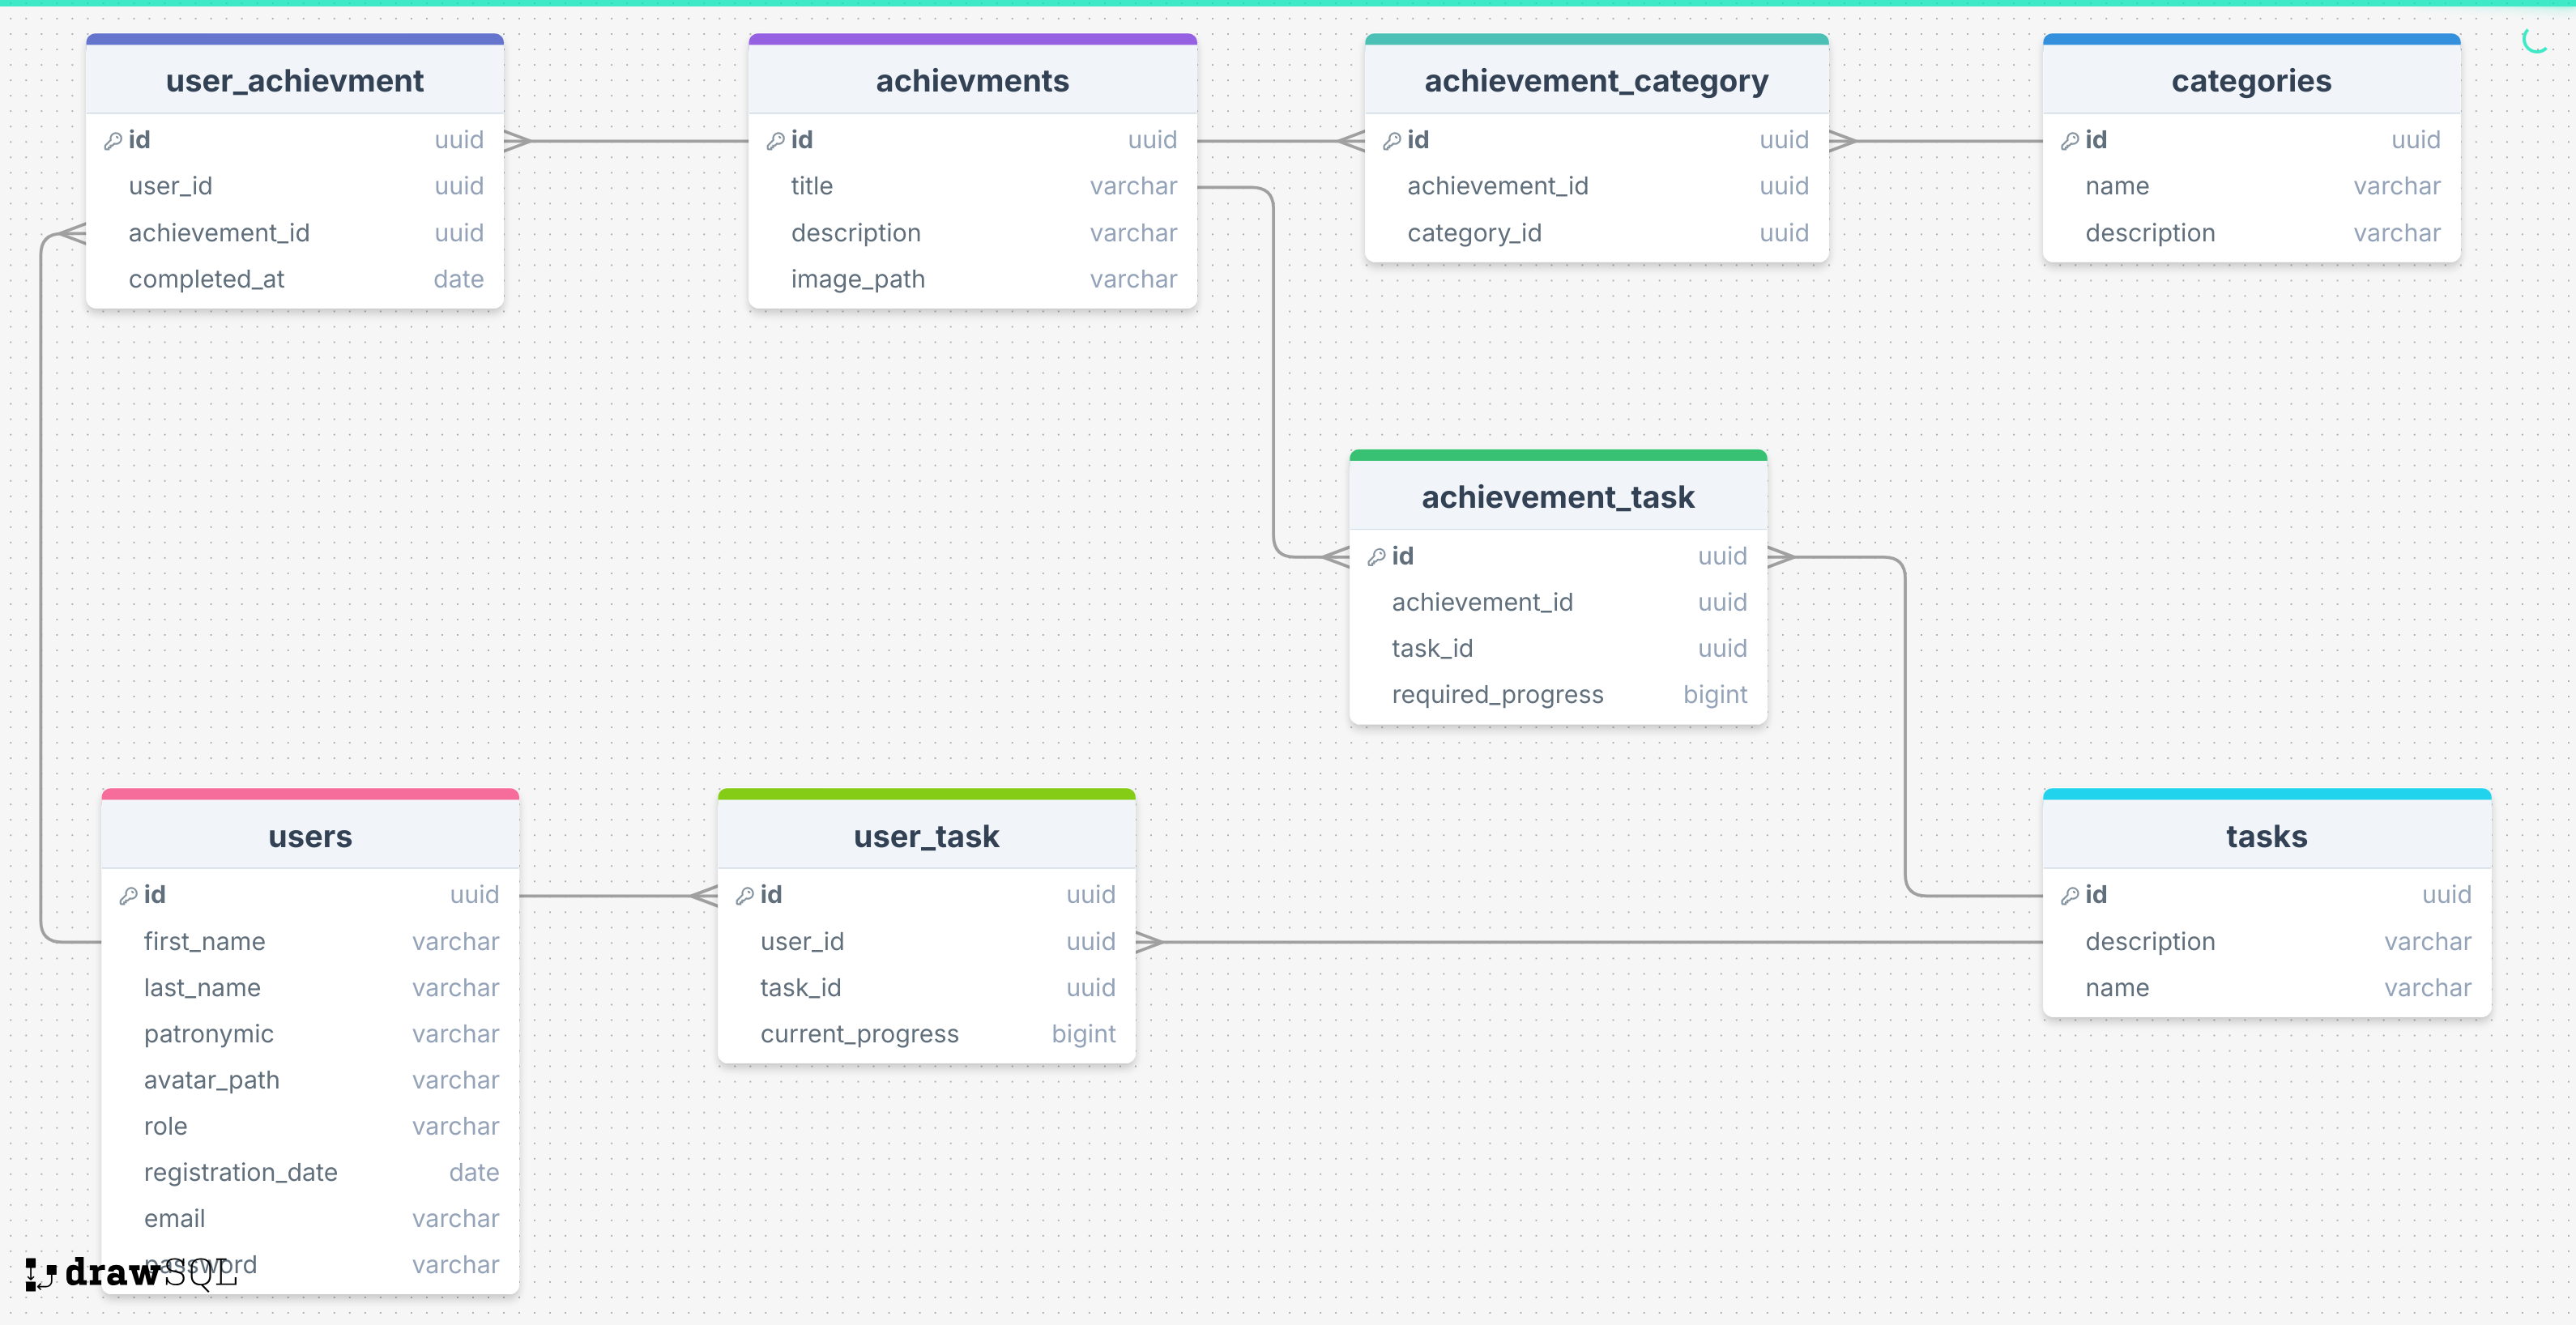 user_achievment
id uuid
user_id uuid
achievement_id uuid
completed_at date
achievments
id uuid
title varchar
description varchar
image_path varchar
achievement_category
id uuid
achievement_id uuid
category_id uuid
categories
id uuid
name varchar
description varchar
achievement_task
id uuid
achievement_id uuid
task_id uuid
required_progress bigint
users
id uuid
first_name varchar
last_name varchar
patronymic varchar
avatar_path varchar
role varchar
registration_date date
email varchar
password varchar
user_task
id uuid
user_id uuid
task_id uuid
current_progress bigint
tasks
id uuid
description varchar
name varchar
drawSQL